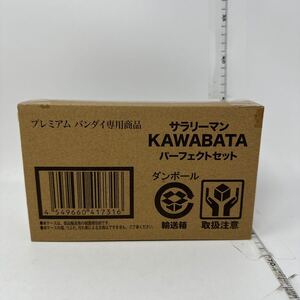 プレミアム バンダイ専用商品
サラリーマン
KAWABATA
パーフェクトセット
ダンボール
4 549660 417316
輸送箱
取扱注意